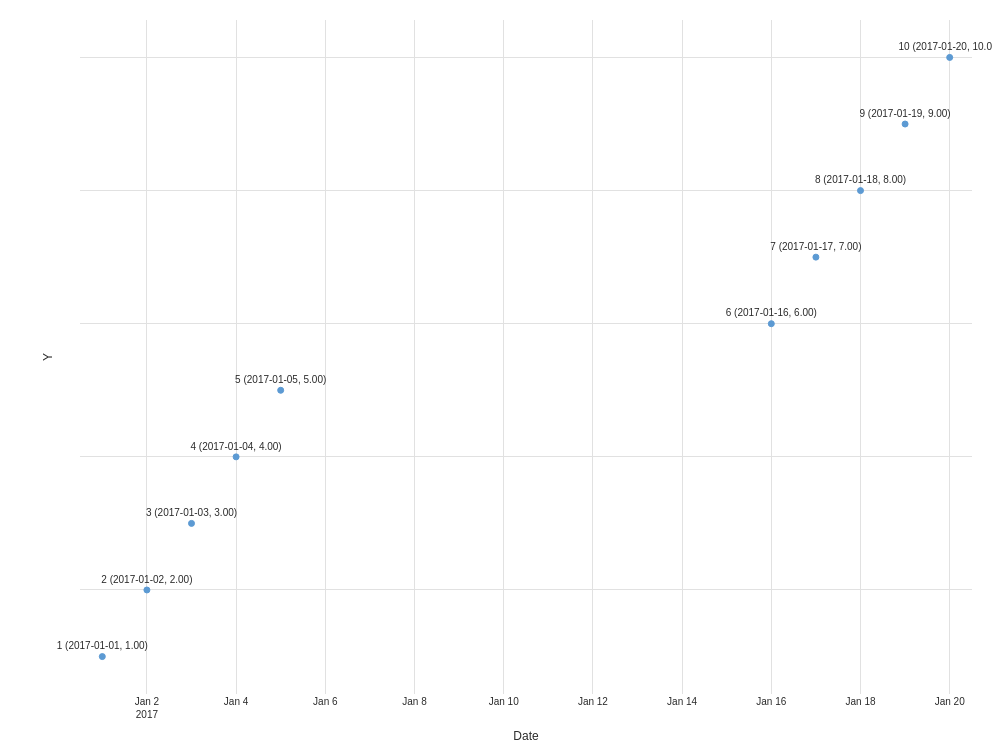 10 (2017-01-20, 10.0
9 (2017-01-19, 9.00)
8 (2017-01-18, 8.00)
7 (2017-01-17, 7.00)
6 (2017-01-16, 6.00)
Y
5 (2017-01-05, 5.00)
4 (2017-01-04, 4.00)
3 (2017-01-03, 3.00)
2 (2017-01-02, 2.00)
1 (2017-01-01, 1.00)
Jan 2 Jan 4 Jan 6 Jan 8 Jan 10 Jan 12 Jan 14 Jan 16 Jan 18 Jan 20
2017
Date